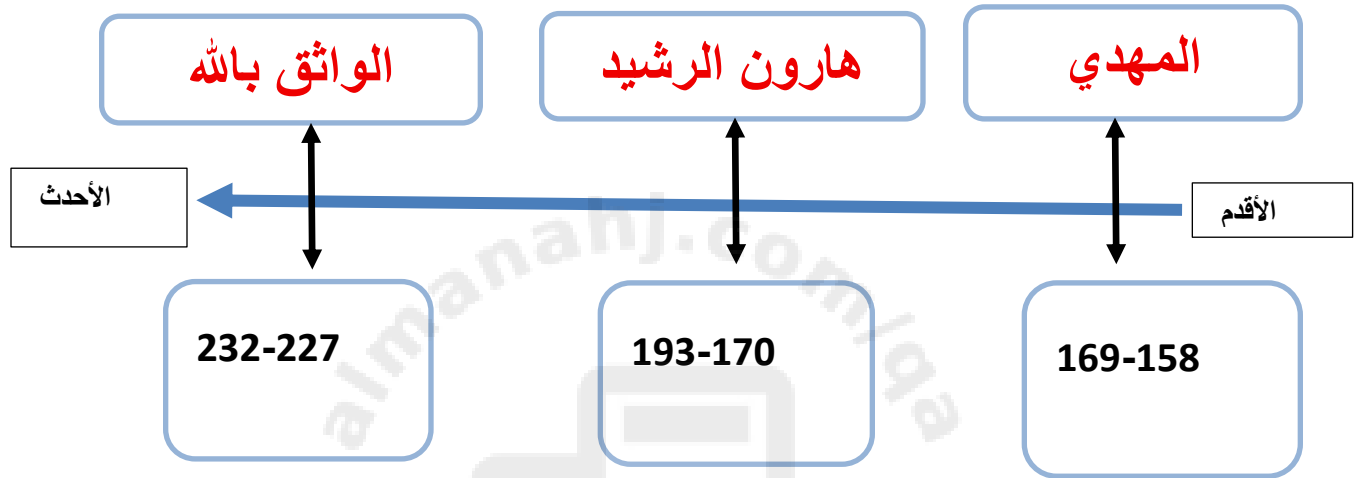 المهدي
هارون الرشيد
الواثق بالله
الأقدم
الأحدث
169-158
193-170
232-227
almanahj.com/qa